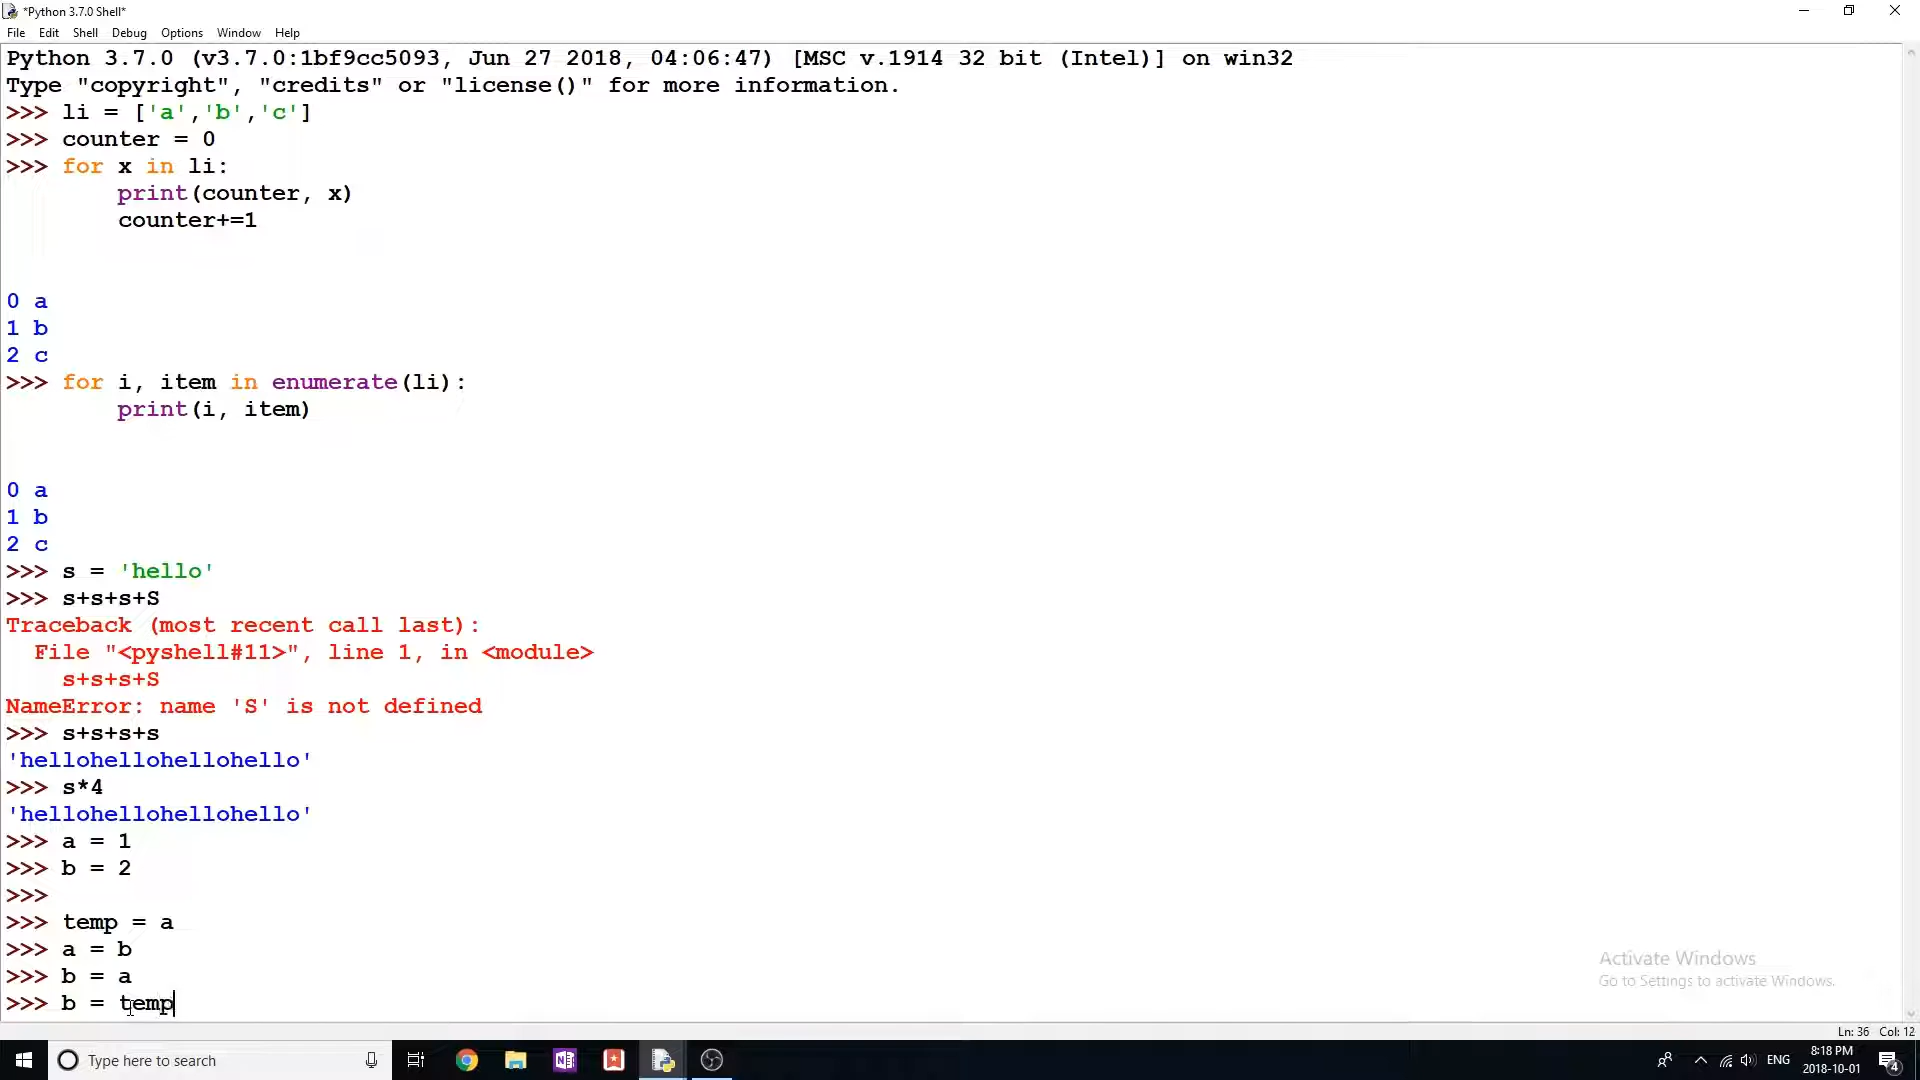 *Python 3.7.0 Shell*
File Edit Shell Debug Options Window Help
Python 3.7.0 (v3.7.0:1bf9cc5093, Jun 27 2018, 04:06:47) [MSC v.1914 32 bit (Intel)] on win32
Type "copyright", "credits" or "license()" for more information.
>>> li = ['a','b','c']
>>> counter = 0
>>> for x in li:
        print(counter, x)
        counter+=1
0 a
1 b
2 c
>>> for i, item in enumerate(li):
        print(i, item)
0 a
1 b
2 c
>>> s = 'hello'
>>> s+s+s+S
Traceback (most recent call last):
  File "<pyshell#11>", line 1, in <module>
    s+s+s+S
NameError: name 'S' is not defined
>>> s+s+s+s
'hellohellohellohello'
>>> s*4
'hellohellohellohello'
>>> a = 1
>>> b = 2
>>>
>>> temp = a
>>> a = b
>>> b = a
>>> b = temp
Activate Windows
Go to Settings to activate Windows.
Ln: 36 Col: 12
Type here to search
ENG
8:18 PM
2018-10-01
4